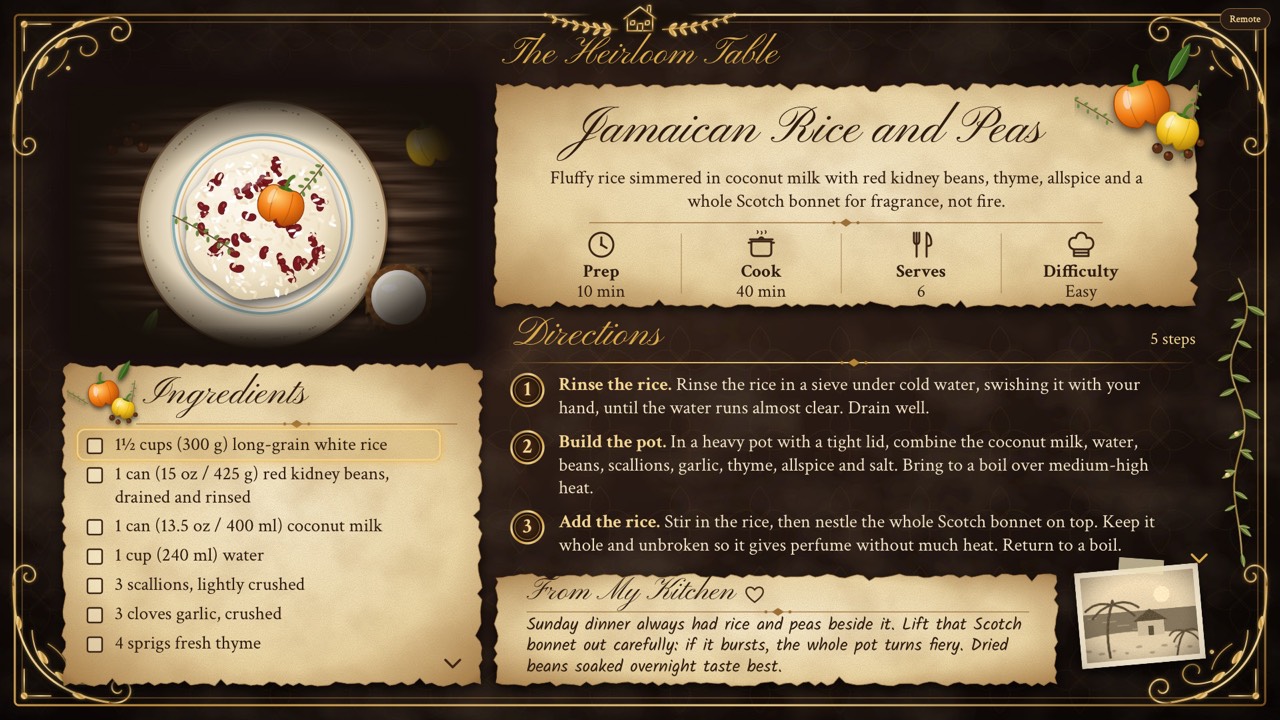 The Heirloom Table
Remote
Jamaican Rice and Peas
Fluffy rice simmered in coconut milk with red kidney beans, thyme, allspice and a
whole Scotch bonnet for fragrance, not fire.
Prep
10 min
Cook
40 min
Serves
6
Difficulty
Easy
Ingredients
1½ cups (300 g) long-grain white rice
1 can (15 oz / 425 g) red kidney beans,
drained and rinsed
1 can (13.5 oz / 400 ml) coconut milk
1 cup (240 ml) water
3 scallions, lightly crushed
3 cloves garlic, crushed
4 sprigs fresh thyme
Directions
5 steps
1 Rinse the rice. Rinse the rice in a sieve under cold water, swishing it with your
hand, until the water runs almost clear. Drain well.
2 Build the pot. In a heavy pot with a tight lid, combine the coconut milk, water,
beans, scallions, garlic, thyme, allspice and salt. Bring to a boil over medium-high
heat.
3 Add the rice. Stir in the rice, then nestle the whole Scotch bonnet on top. Keep it
whole and unbroken so it gives perfume without much heat. Return to a boil.
From My Kitchen
Sunday dinner always had rice and peas beside it. Lift that Scotch
bonnet out carefully: if it bursts, the whole pot turns fiery. Dried
beans soaked overnight taste best.